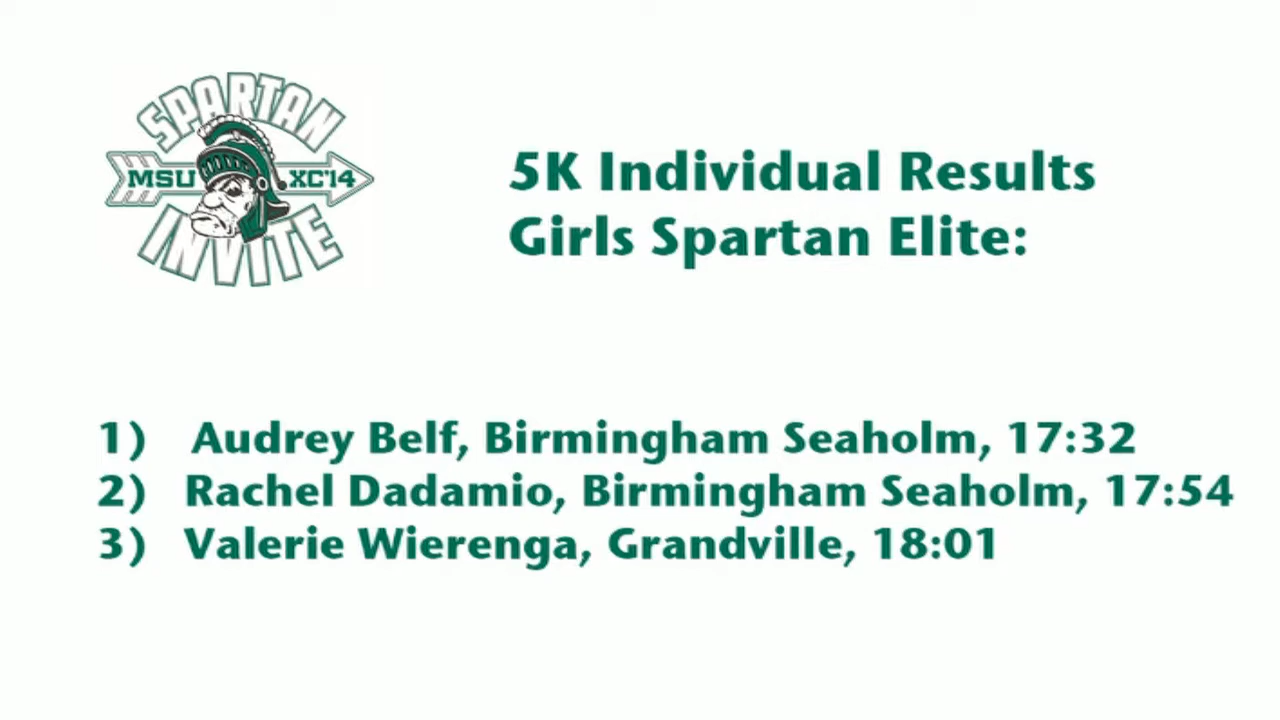 SPARTAN
MSU XC'14
INVITE
5K Individual Results
Girls Spartan Elite:
1) Audrey Belf, Birmingham Seaholm, 17:32
2) Rachel Dadamio, Birmingham Seaholm, 17:54
3) Valerie Wierenga, Grandville, 18:01